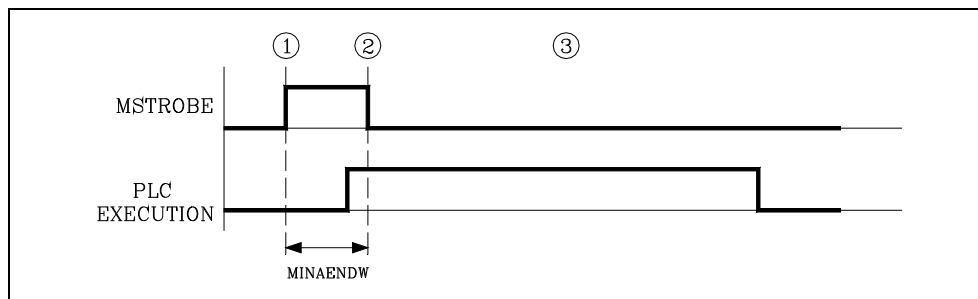 ① ② ③
MSTROBE
PLC
EXECUTION
MINAENDW